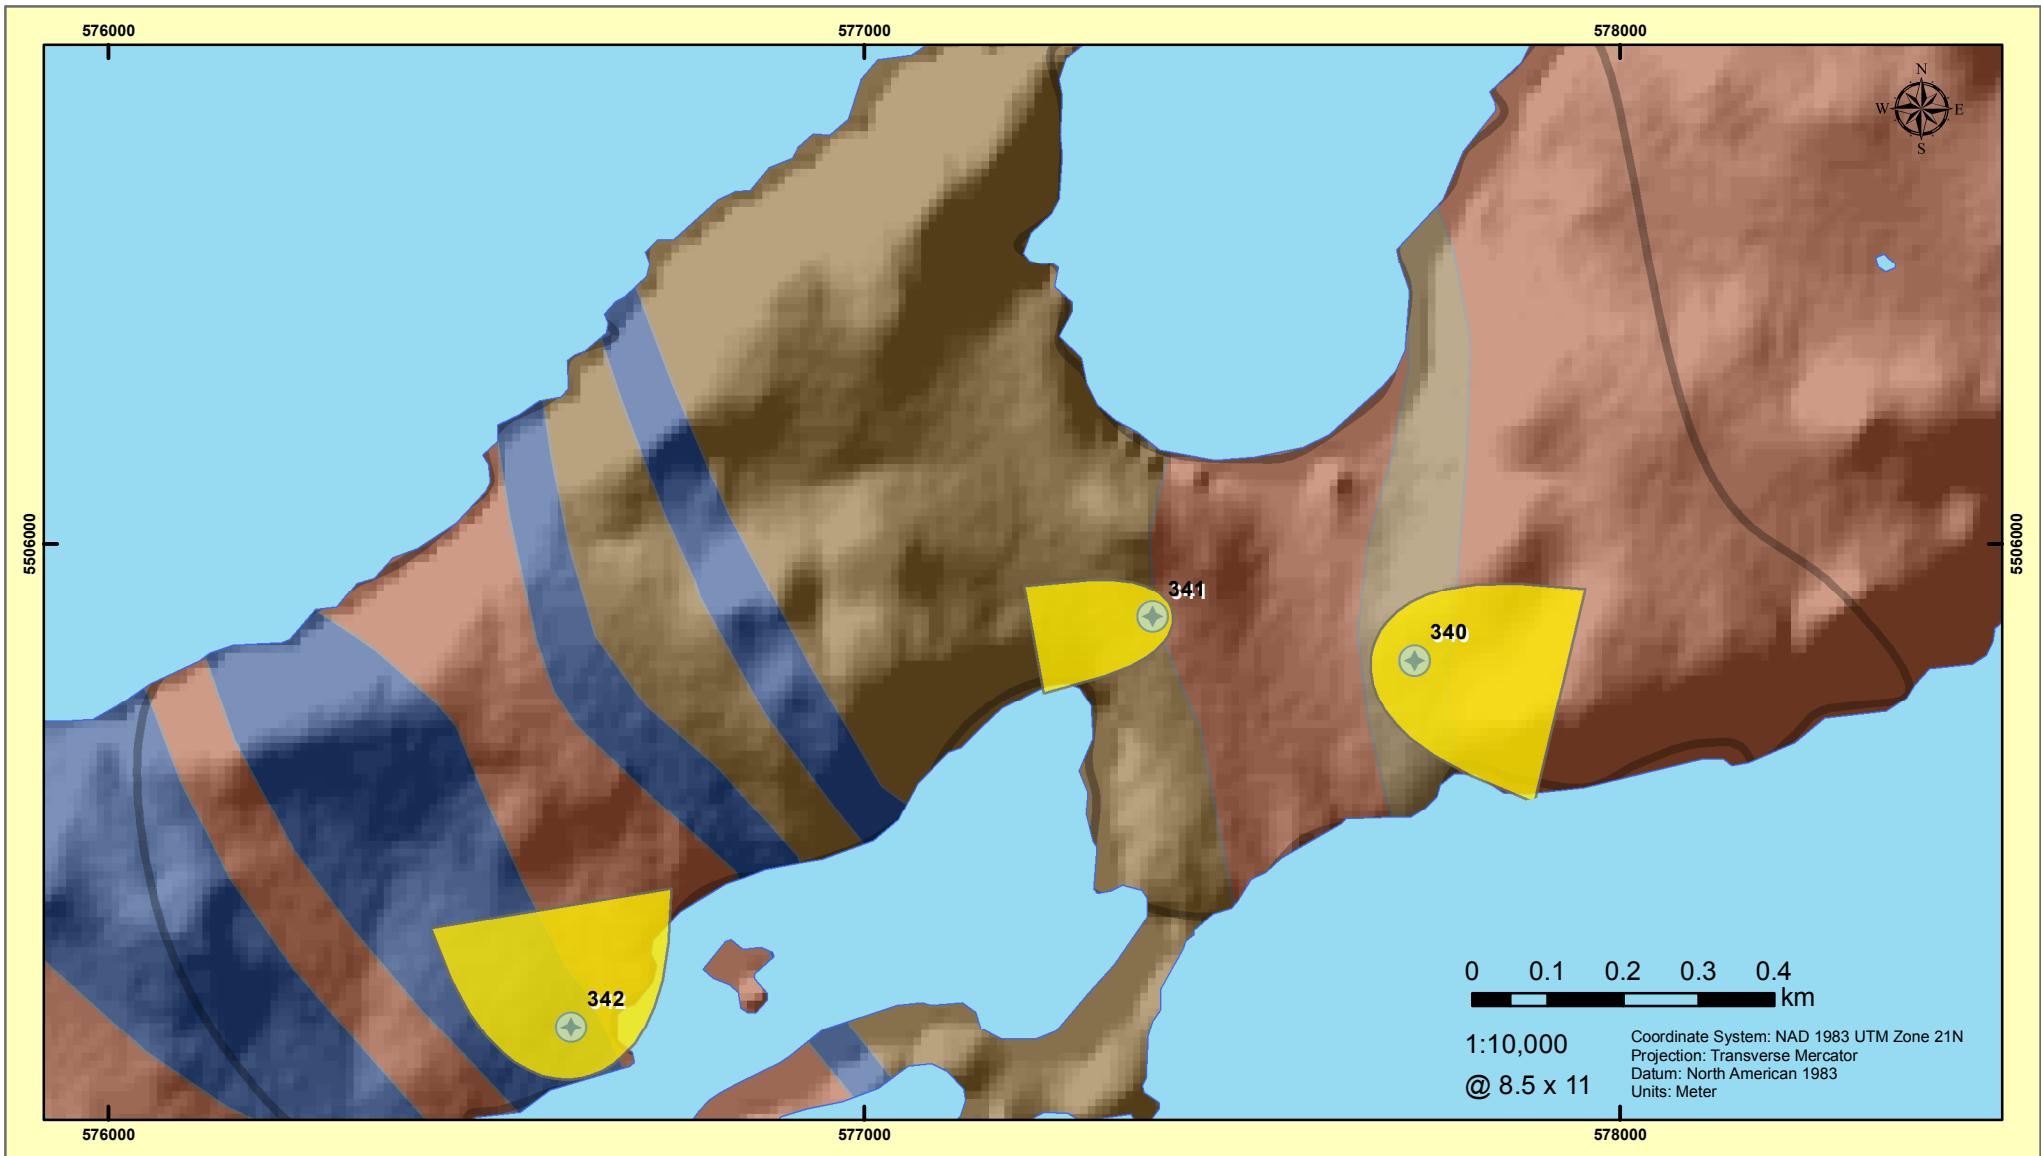 576000 577000 578000
N
W E
S
5506000 5506000
341
340
342
0 0.1 0.2 0.3 0.4
km
1:10,000
@ 8.5 x 11
Coordinate System: NAD 1983 UTM Zone 21N
Projection: Transverse Mercator
Datum: North American 1983
Units: Meter
576000 577000 578000